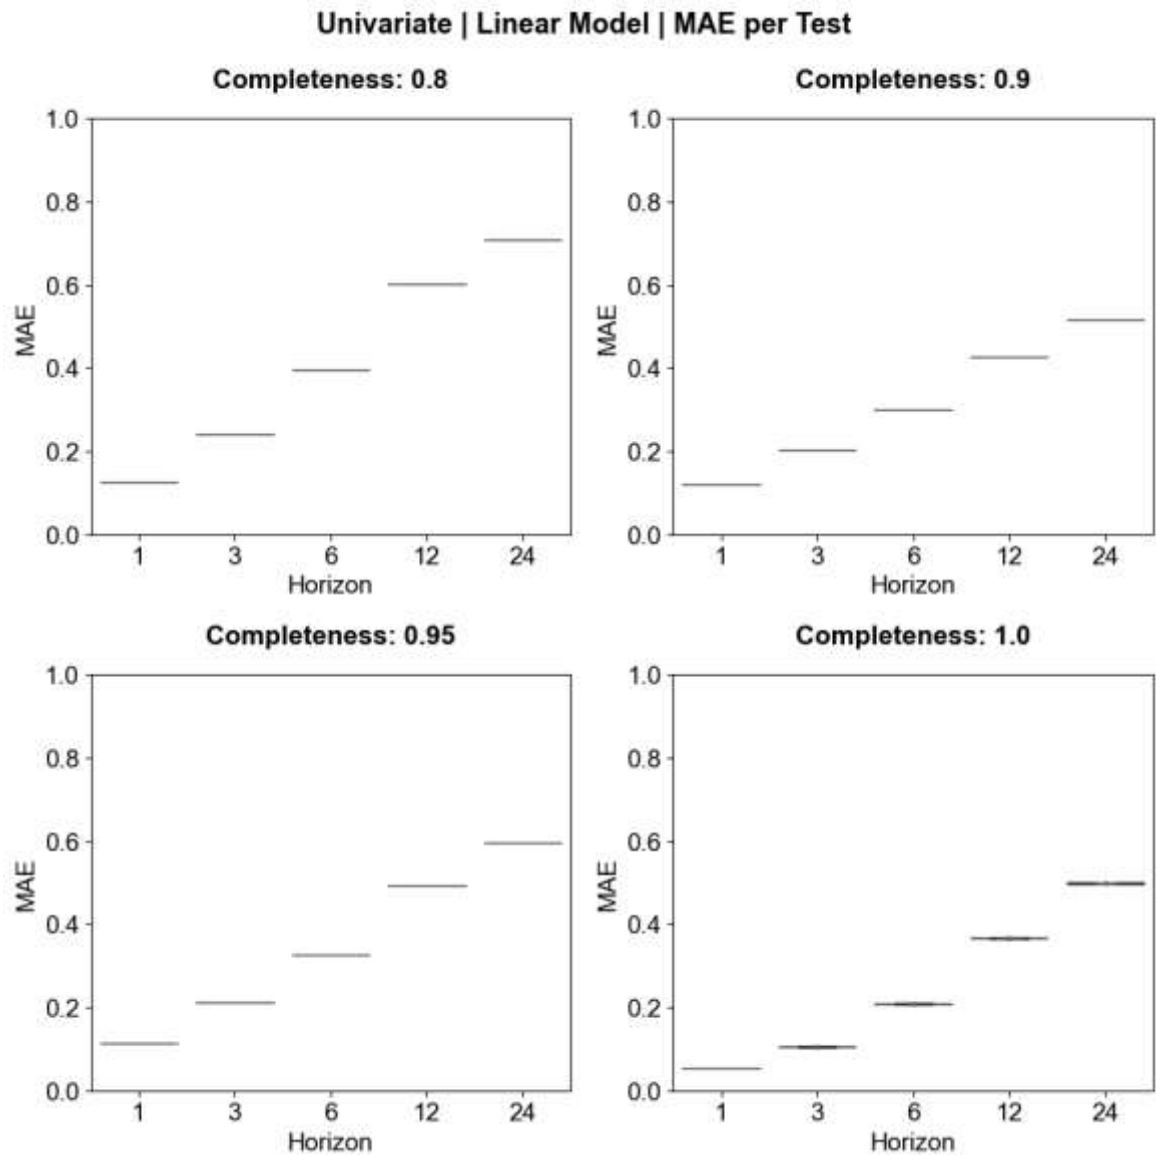 Univariate | Linear Model | MAE per Test
Completeness: 0.8
1.0
0.8
0.6
0.4
0.2
0.0
MAE
1 3 6 12 24
Horizon
Completeness: 0.9
1.0
0.8
0.6
0.4
0.2
0.0
MAE
1 3 6 12 24
Horizon
Completeness: 0.95
1.0
0.8
0.6
0.4
0.2
0.0
MAE
1 3 6 12 24
Horizon
Completeness: 1.0
1.0
0.8
0.6
0.4
0.2
0.0
MAE
1 3 6 12 24
Horizon